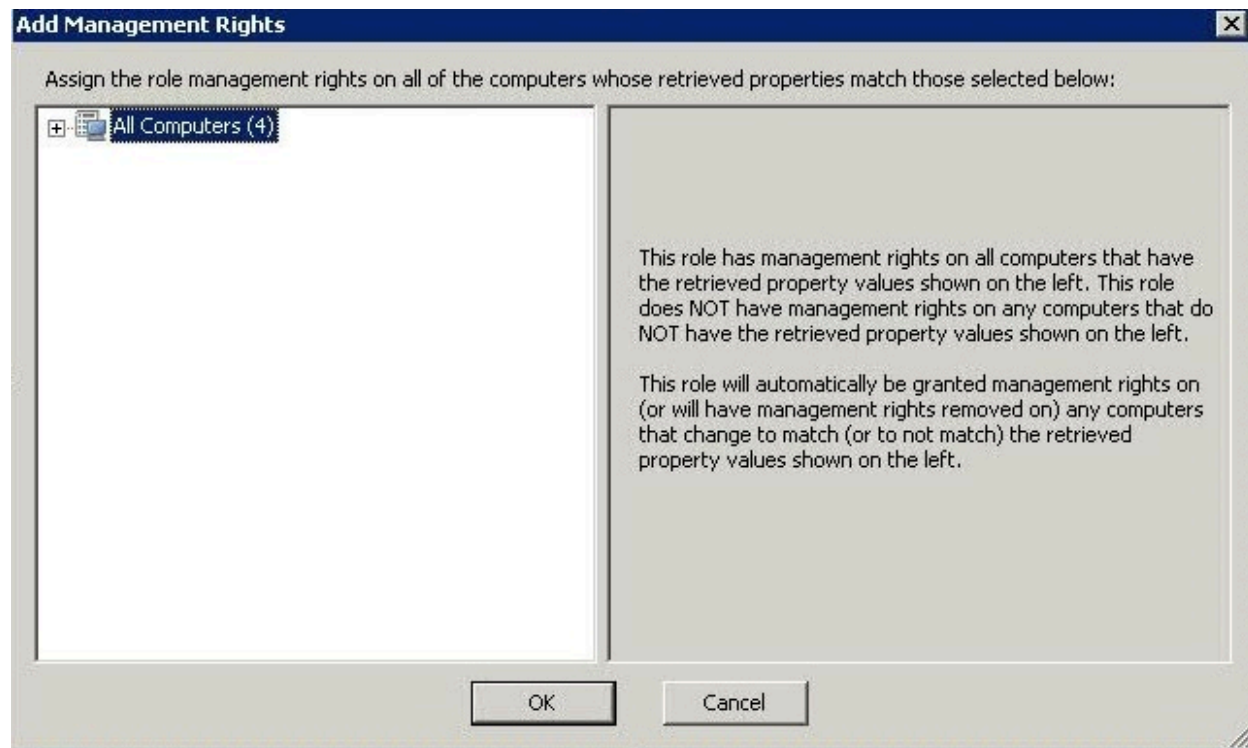 Add Management Rights
Assign the role management rights on all of the computers whose retrieved properties match those selected below:
All Computers (4)
This role has management rights on all computers that have
the retrieved property values shown on the left. This role
does NOT have management rights on any computers that do
NOT have the retrieved property values shown on the left.
This role will automatically be granted management rights on
(or will have management rights removed on) any computers
that change to match (or to not match) the retrieved
property values shown on the left.
OK
Cancel